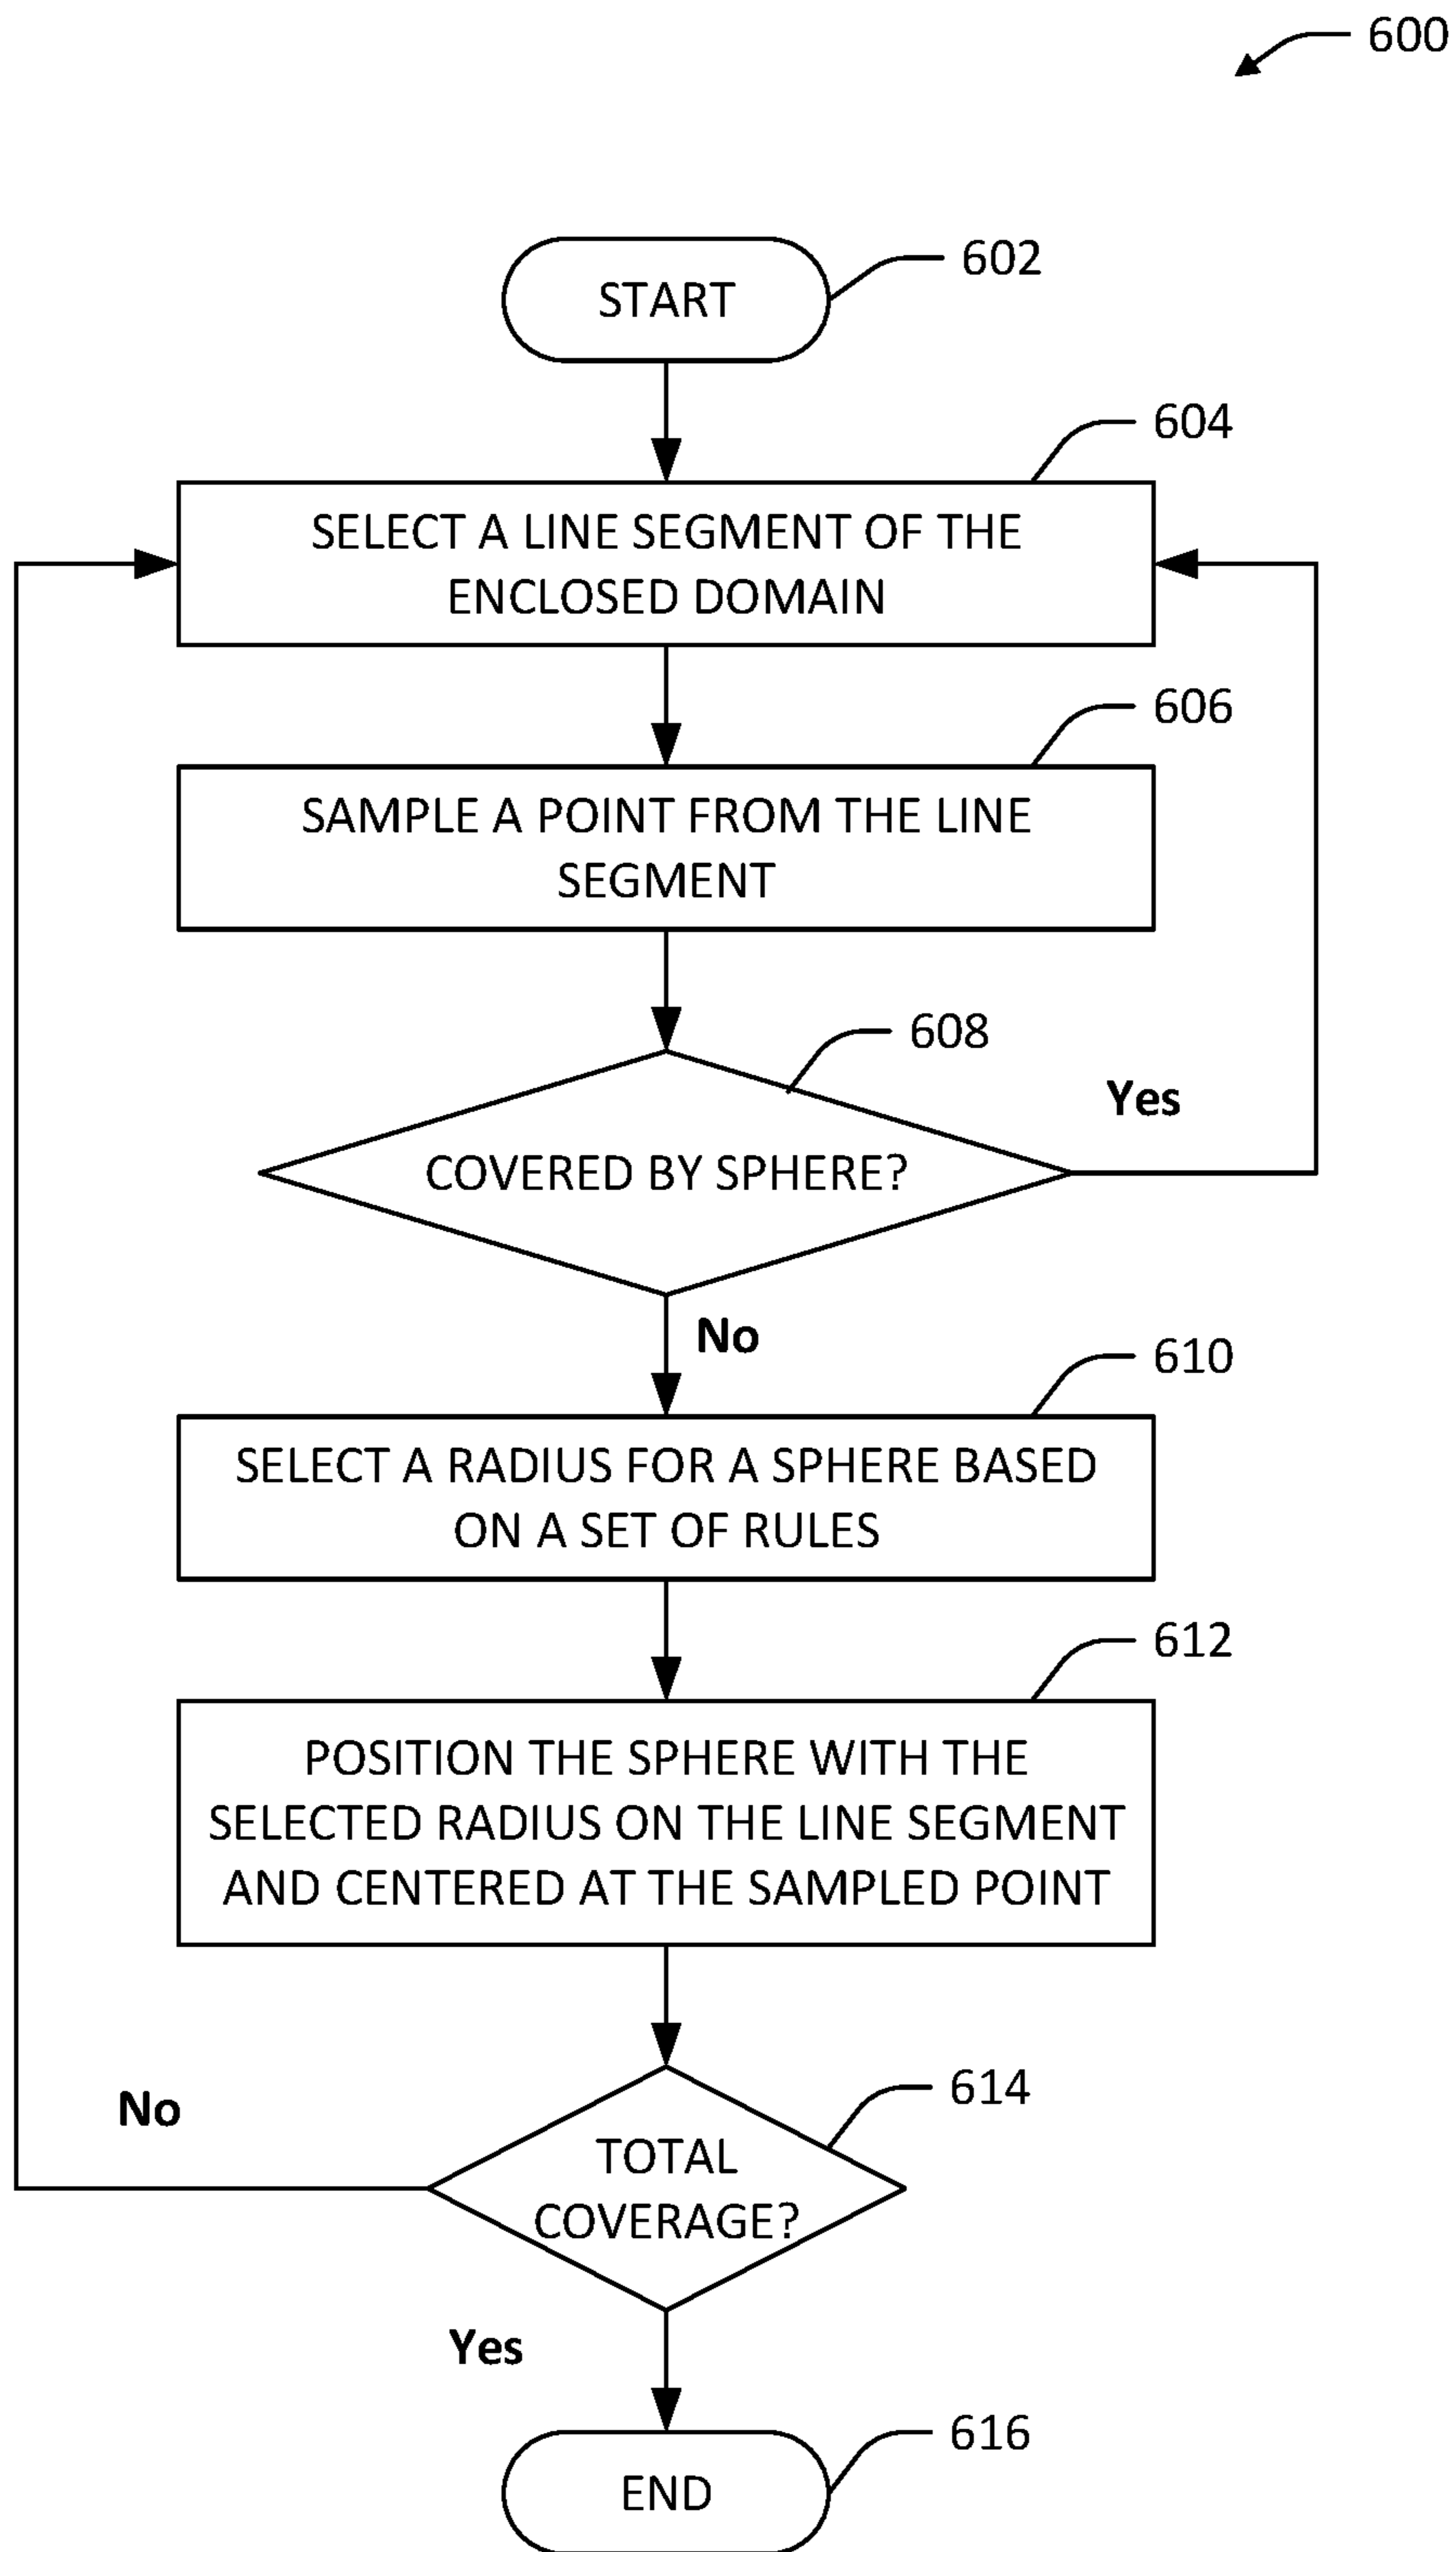 600
START
602
604
SELECT A LINE SEGMENT OF THE
ENCLOSED DOMAIN
606
SAMPLE A POINT FROM THE LINE
SEGMENT
608
Yes
COVERED BY SPHERE?
No
610
SELECT A RADIUS FOR A SPHERE BASED
ON A SET OF RULES
612
POSITION THE SPHERE WITH THE
SELECTED RADIUS ON THE LINE SEGMENT
AND CENTERED AT THE SAMPLED POINT
614
No
TOTAL
COVERAGE?
Yes
616
END